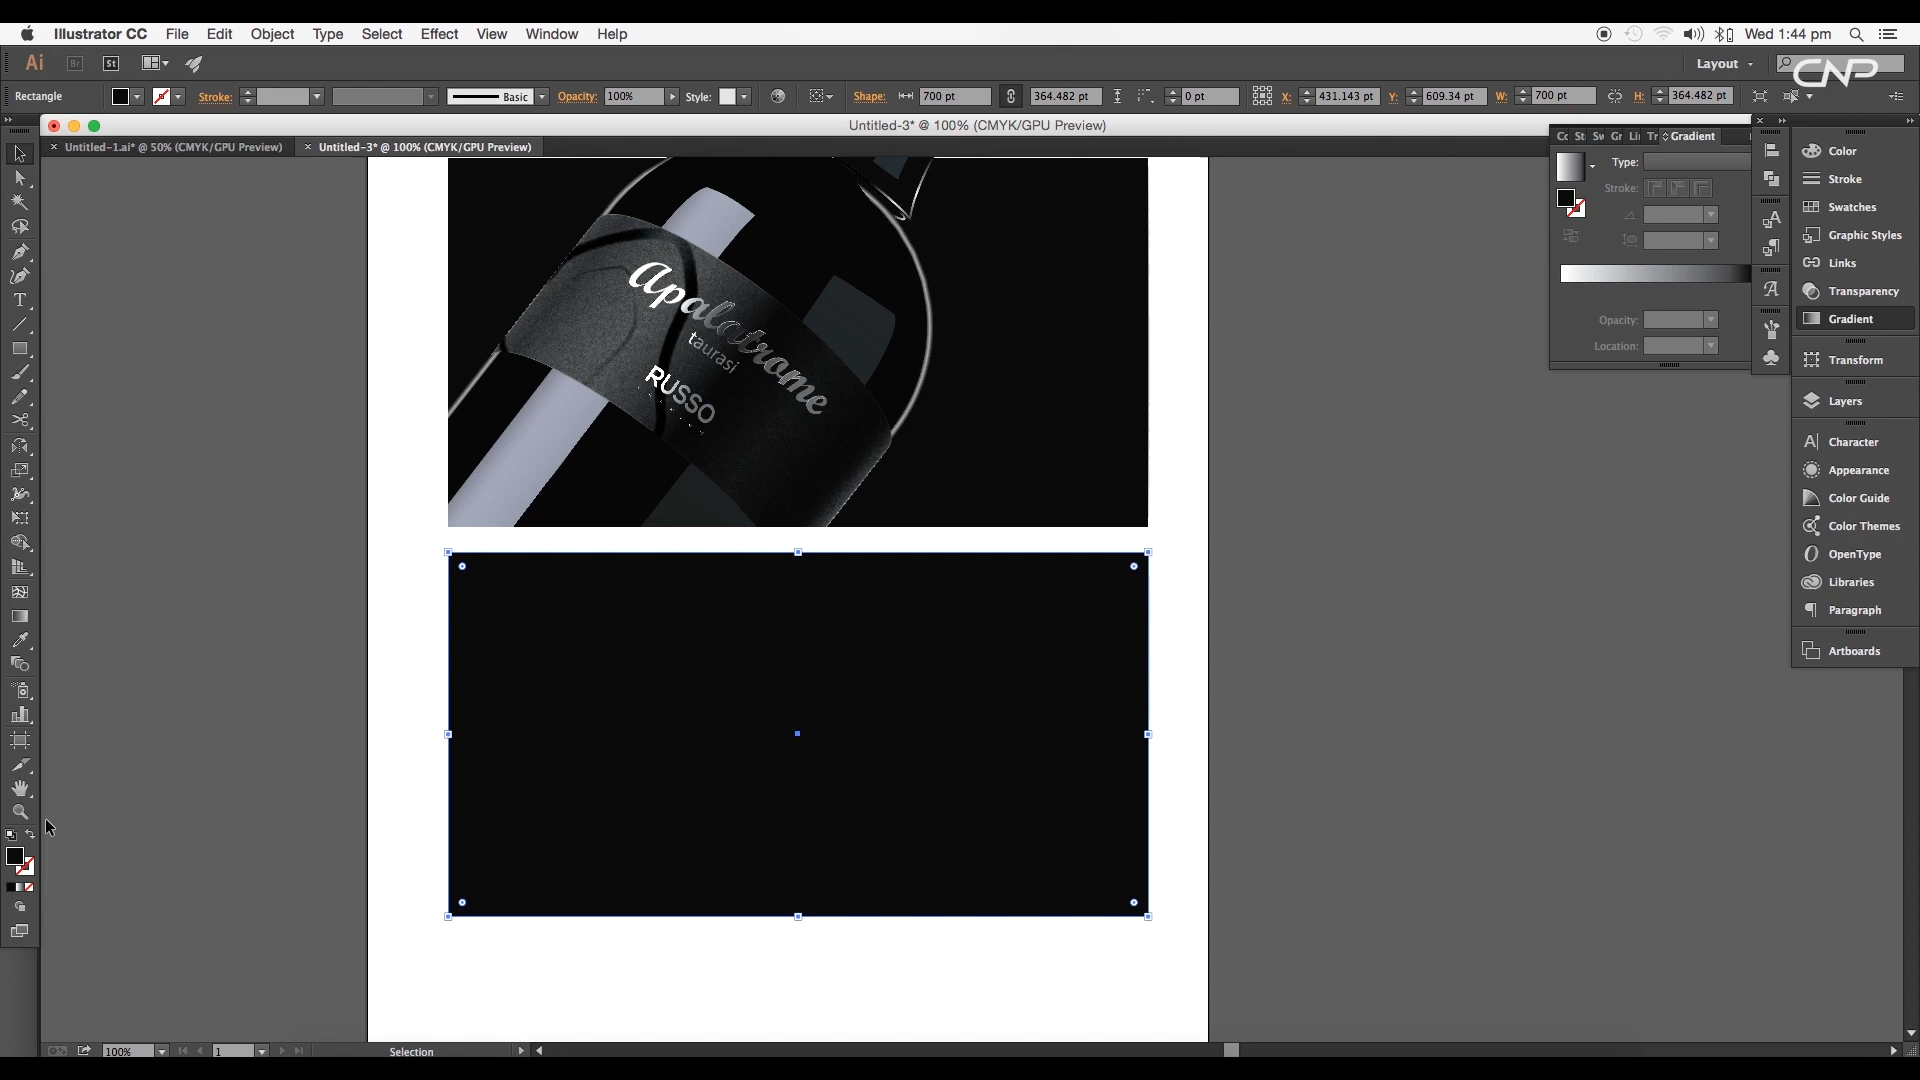 Illustrator CC File Edit Object Type Select Effect View Window Help Wed 1:44 pm
Ai Br St Layout CNP
Rectangle Stroke: Basic Opacity: 100% Style: Shape: 700 pt 364.482 pt 0 pt X: 431.143 pt Y: 609.34 pt W: 700 pt H: 364.482 pt
Untitled-3* @ 100% (CMYK/GPU Preview)
Untitled-1.ai* @ 50% (CMYK/GPU Preview) Untitled-3* @ 100% (CMYK/GPU Preview)
Cc St Sw Gr Li Tr Gradient
Type:
Stroke:
Opacity:
Location:
Color
Stroke
Swatches
Graphic Styles
Links
Transparency
Gradient
Transform
Layers
Character
Appearance
Color Guide
Color Themes
OpenType
Libraries
Paragraph
Artboards
Apalatrome
taurasi
RUSSO
100% 1 Selection